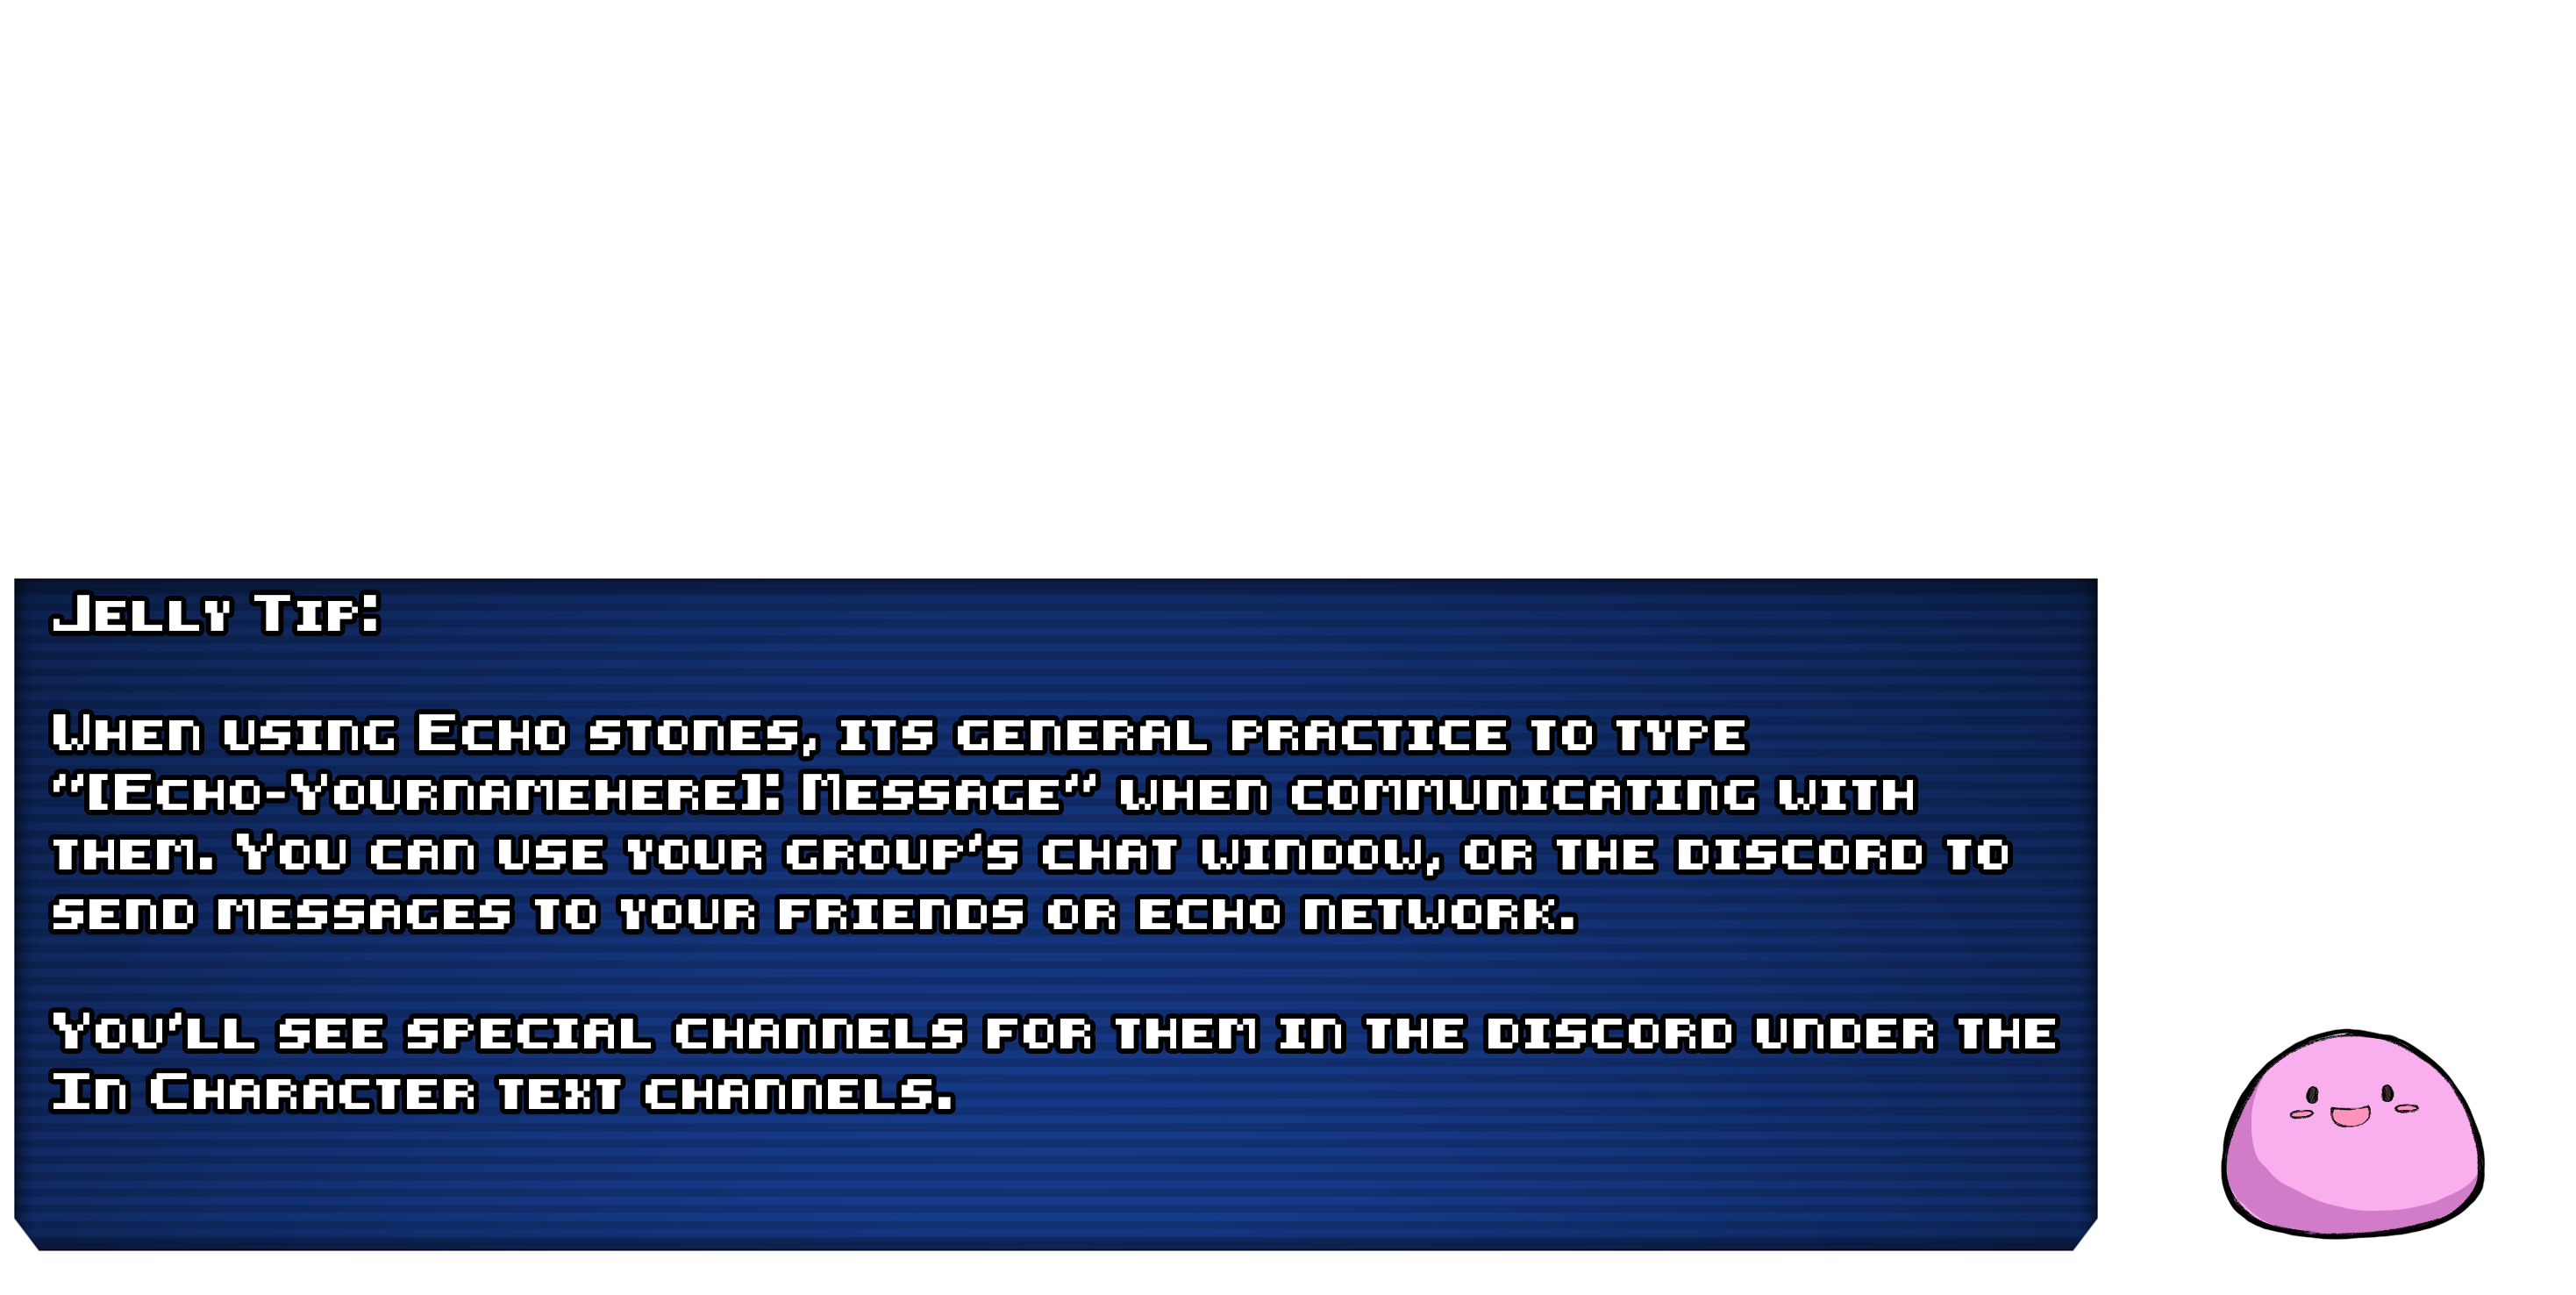 Jelly Tip:
When using Echo stones, its general practice to type
"[Echo-Yournamehere]: Message" when communicating with
them. You can use your group's chat window, or the discord to
send messages to your friends or echo network.
You'll see special channels for them in the discord under the
In Character text channels.